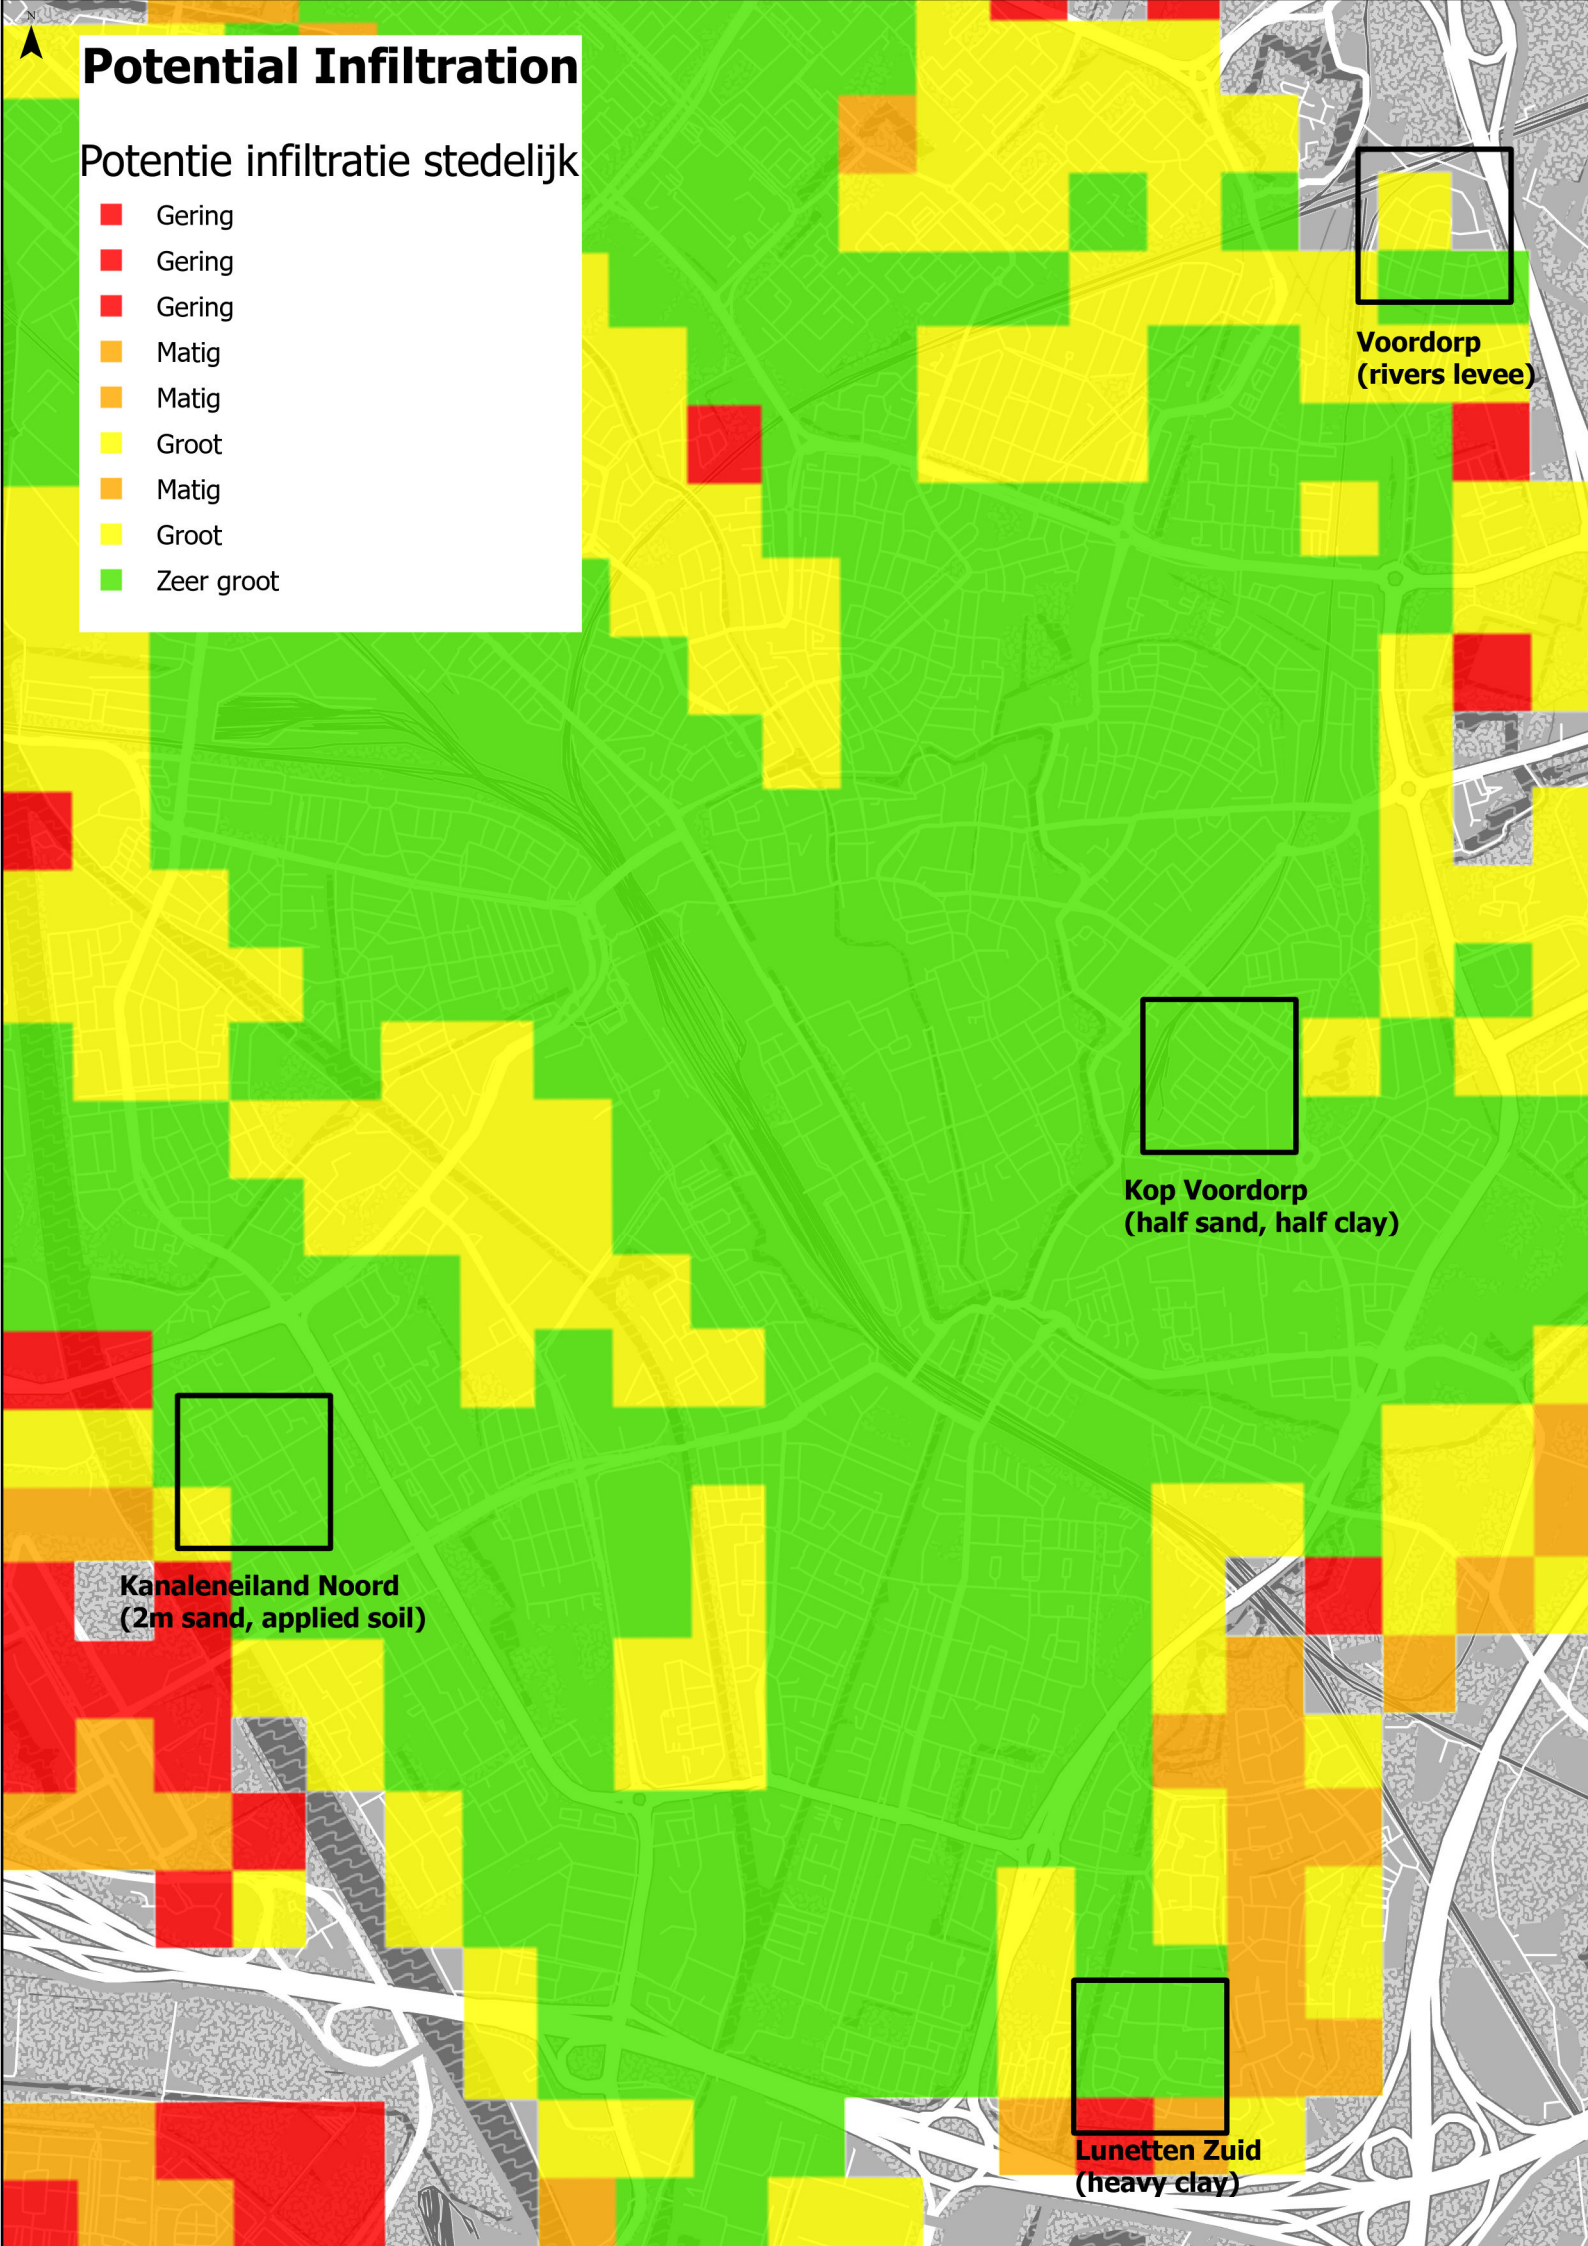 N
Potential Infiltration
Potentie infiltratie stedelijk
Gering
Gering
Gering
Matig
Matig
Groot
Matig
Groot
Zeer groot
Voordorp
(rivers levee)
Kop Voordorp
(half sand, half clay)
Kanaleneiland Noord
(2m sand, applied soil)
Lunetten Zuid
(heavy clay)